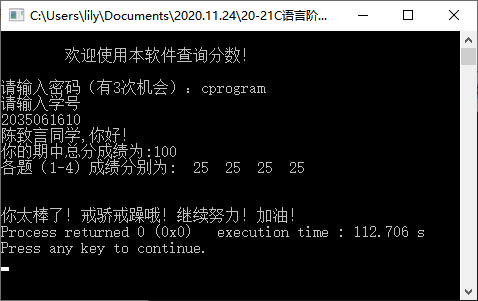 C:\Users\lily\Documents\2020.11.24\20-21C语言阶...
欢迎使用本软件查询分数!
请输入密码（有3次机会）：cprogram
请输入学号
2035061610
陈致言同学,你好!
你的期中总分成绩为:100
各题（1-4）成绩分别为:  25  25  25  25
你太棒了! 戒骄戒躁哦! 继续努力! 加油!
Process returned 0 (0x0)   execution time : 112.706 s
Press any key to continue.